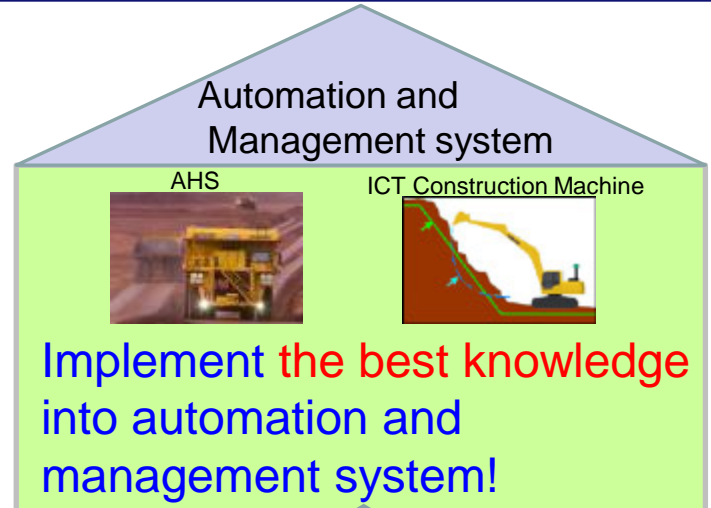 Automation and
Management system
AHS
ICT Construction Machine
Implement the best knowledge
into automation and
management system!